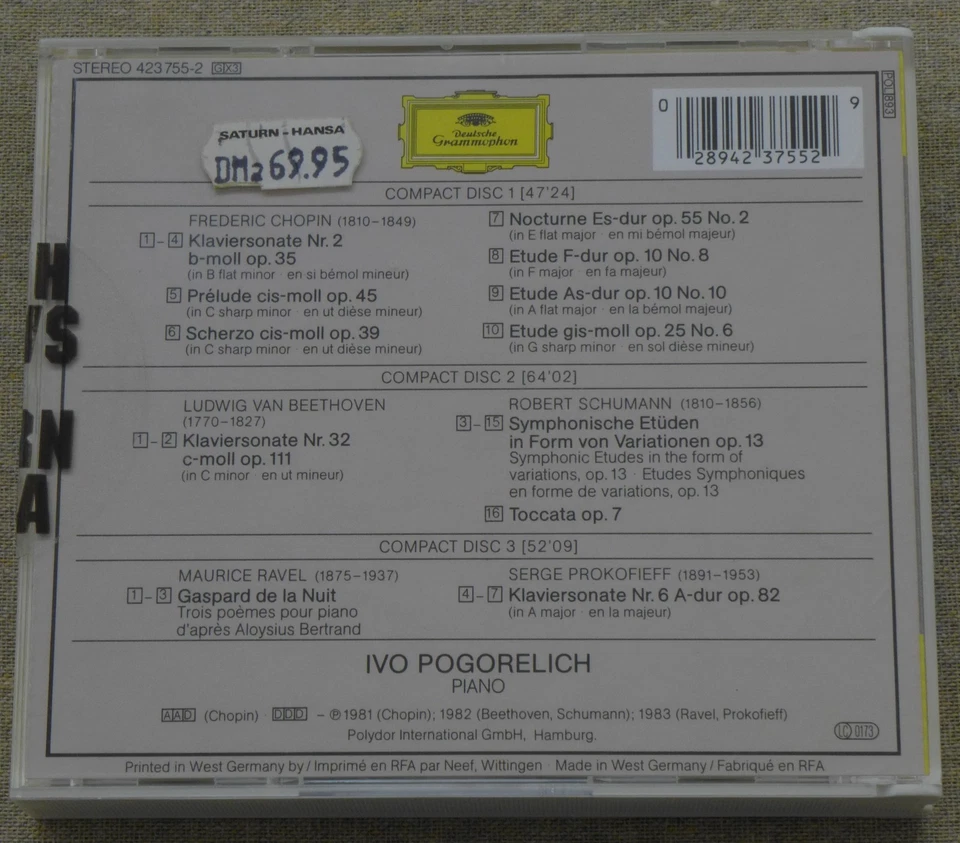 STEREO 423 755-2 GX3
POL 893
SATURN-HANSA
DM 69.95
Deutsche
Grammophon
0 28942 37552 9
COMPACT DISC 1 [47'24]
FREDERIC CHOPIN (1810–1849)
1 – 4 Klaviersonate Nr. 2
b-moll op. 35
(in B flat minor · en si bémol mineur)
5 Prélude cis-moll op. 45
(in C sharp minor · en ut dièse mineur)
6 Scherzo cis-moll op. 39
(in C sharp minor · en ut dièse mineur)
7 Nocturne Es-dur op. 55 No. 2
(in E flat major · en mi bémol majeur)
8 Etude F-dur op. 10 No. 8
(in F major · en fa majeur)
9 Etude As-dur op. 10 No. 10
(in A flat major · en la bémol majeur)
10 Etude gis-moll op. 25 No. 6
(in G sharp minor · en sol dièse mineur)
COMPACT DISC 2 [64'02]
LUDWIG VAN BEETHOVEN
(1770–1827)
1 – 2 Klaviersonate Nr. 32
c-moll op. 111
(in C minor · en ut mineur)
ROBERT SCHUMANN (1810–1856)
3 – 15 Symphonische Etüden
in Form von Variationen op. 13
Symphonic Etudes in the form of
variations, op. 13 · Etudes Symphoniques
en forme de variations, op. 13
16 Toccata op. 7
COMPACT DISC 3 [52'09]
MAURICE RAVEL (1875–1937)
1 – 3 Gaspard de la Nuit
Trois poèmes pour piano
d'après Aloysius Bertrand
SERGE PROKOFIEFF (1891–1953)
4 – 7 Klaviersonate Nr. 6 A-dur op. 82
(in A major · en la majeur)
IVO POGORELICH
PIANO
AAD (Chopin) · DDD – ℗ 1981 (Chopin); 1982 (Beethoven, Schumann); 1983 (Ravel, Prokofieff)
Polydor International GmbH, Hamburg.
LC 0173
Printed in West Germany by / Imprimé en RFA par Neef, Wittingen · Made in West Germany / Fabriqué en RFA